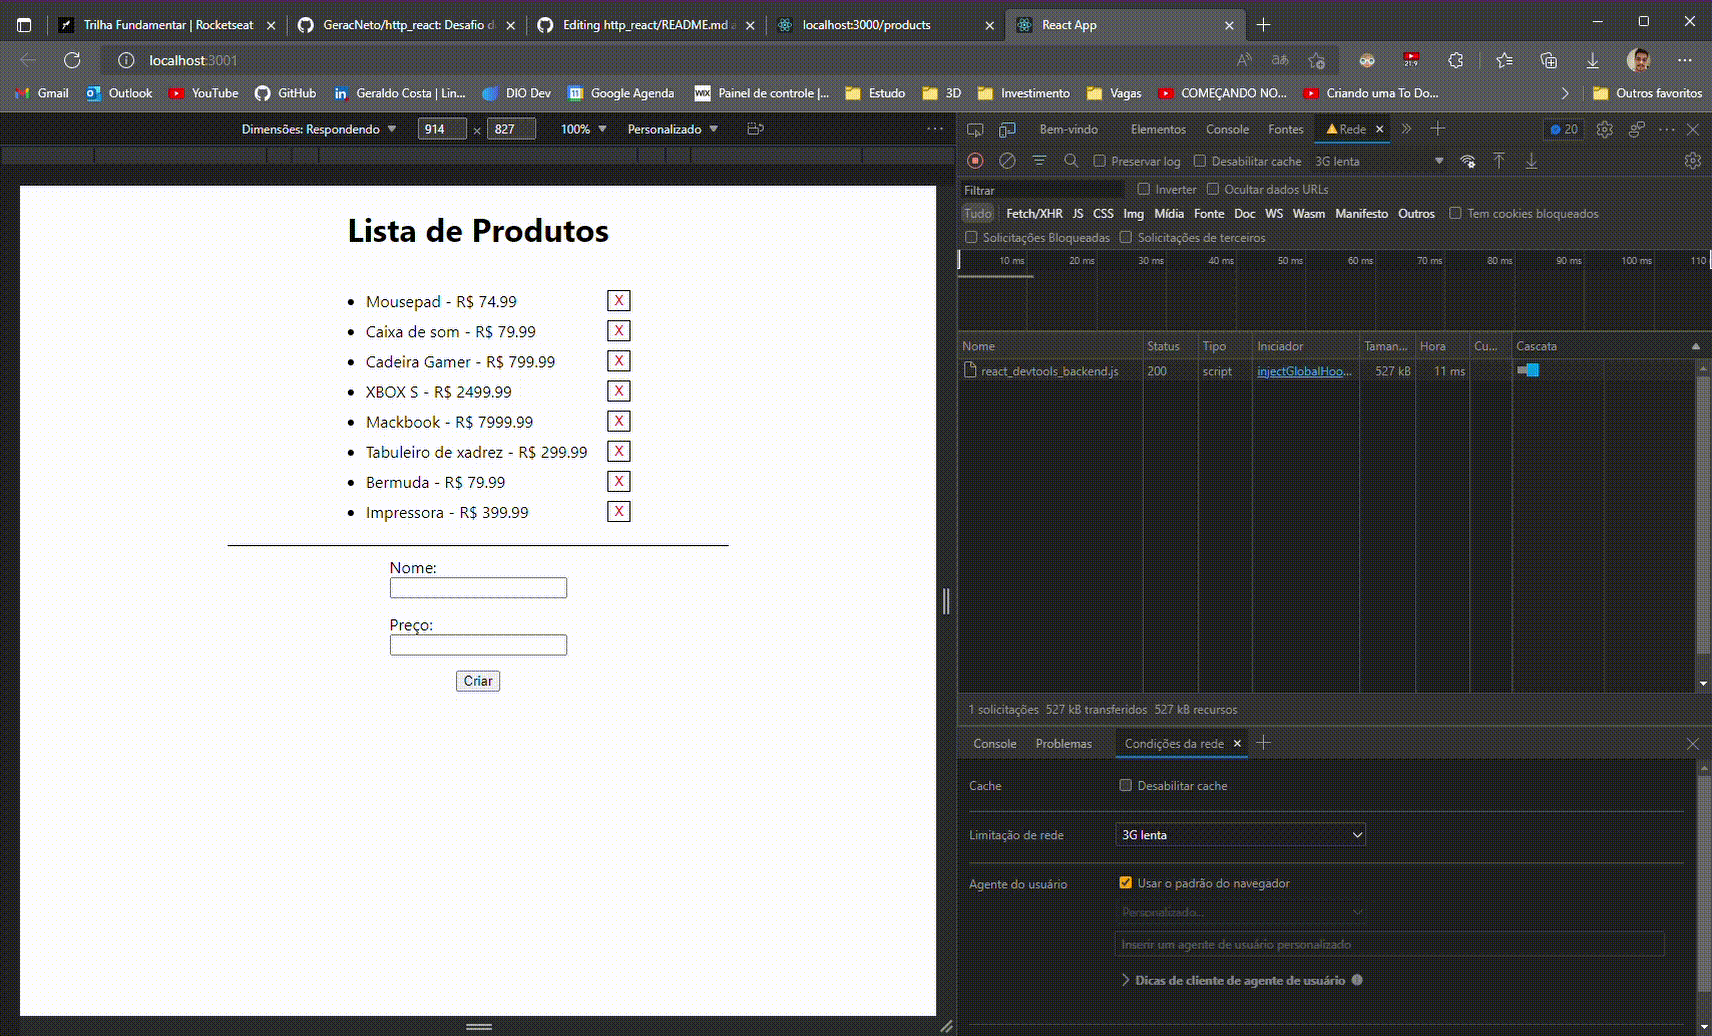 Trilha Fundamentar | Rocketseat
GeracNeto/http_react: Desafio d
Editing http_react/README.md a
localhost:3000/products
React App
localhost:3001
Gmail
Outlook
YouTube
GitHub
Geraldo Costa | Lin...
DIO Dev
Google Agenda
Painel de controle |...
Estudo
3D
Investimento
Vagas
COMEÇANDO NO...
Criando uma To Do...
Outros favoritos
Dimensões: Respondendo 914 × 827 100% Personalizado
Bem-vindo Elementos Console Fontes Rede 20
Preservar log Desabilitar cache 3G lenta
Filtrar Inverter Ocultar dados URLs
Tudo Fetch/XHR JS CSS Img Mídia Fonte Doc WS Wasm Manifesto Outros Tem cookies bloqueados
Solicitações Bloqueadas Solicitações de terceiros
10 ms 20 ms 30 ms 40 ms 50 ms 60 ms 70 ms 80 ms 90 ms 100 ms 110
Nome Status Tipo Iniciador Taman... Hora Cu... Cascata
react_devtools_backend.js 200 script injectGlobalHoo... 527 kB 11 ms
1 solicitações 527 kB transferidos 527 kB recursos
Console Problemas Condições da rede
Cache Desabilitar cache
Limitação de rede 3G lenta
Agente do usuário Usar o padrão do navegador
Personalizado...
Inserir um agente de usuário personalizado
Dicas de cliente de agente de usuário
Lista de Produtos
Mousepad - R$ 74.99 X
Caixa de som - R$ 79.99 X
Cadeira Gamer - R$ 799.99 X
XBOX S - R$ 2499.99 X
Mackbook - R$ 7999.99 X
Tabuleiro de xadrez - R$ 299.99 X
Bermuda - R$ 79.99 X
Impressora - R$ 399.99 X
Nome:
Preço:
Criar